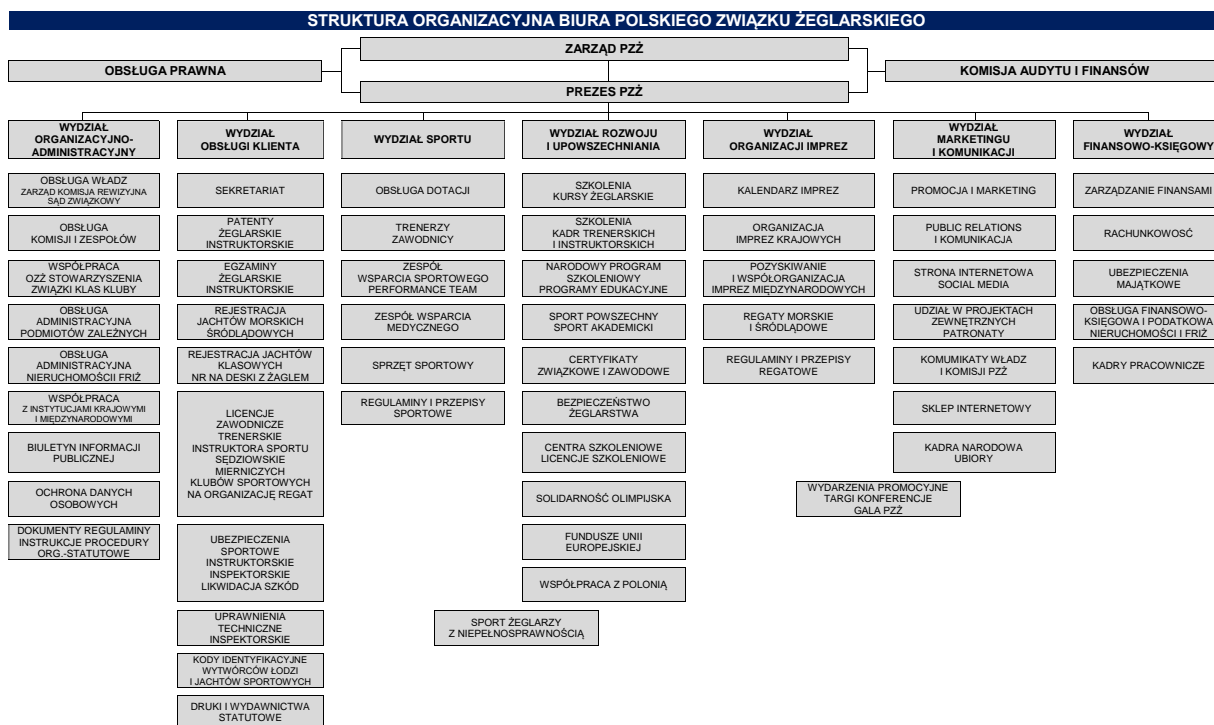 STRUKTURA ORGANIZACYJNA BIURA POLSKIEGO ZWIĄZKU ŻEGLARSKIEGO
ZARZĄD PZŻ
OBSŁUGA PRAWNA
KOMISJA AUDYTU I FINANSÓW
PREZES PZŻ
WYDZIAŁ
ORGANIZACYJNO-
ADMINISTRACYJNY
OBSŁUGA WŁADZ
ZARZĄD KOMISJA REWIZYJNA
SĄD ZWIĄZKOWY
OBSŁUGA
KOMISJI I ZESPOŁÓW
WSPÓŁPRACA
OZŻ STOWARZYSZENIA
ZWIĄZKI KLAS KLUBY
OBSŁUGA
ADMINISTRACYJNA
PODMIOTÓW ZALEŻNYCH
OBSŁUGA
ADMINISTRACYJNA
NIERUCHOMOŚCII FRIŻ
WSPÓŁPRACA
Z INSTYTUCJAMI KRAJOWYMI
I MIĘDZYNARODOWYMI
BIULETYN INFORMACJI
PUBLICZNEJ
OCHRONA DANYCH
OSOBOWYCH
DOKUMENTY REGULAMINY
INSTRUKCJE PROCEDURY
ORG.-STATUTOWE
WYDZIAŁ
OBSŁUGI KLIENTA
SEKRETARIAT
PATENTY
ŻEGLARSKIE
INSTRUKTORSKIE
EGZAMINY
ŻEGLARSKIE
INSTRUKTORSKIE
REJESTRACJA
JACHTÓW MORSKICH
ŚRÓDLĄDOWYCH
REJESTRACJA JACHTÓW
KLASOWYCH
NR NA DESKI Z ŻAGLEM
LICENCJE
ZAWODNICZE
TRENERSKIE
INSTRUKTORA SPORTU
SĘDZIOWSKIE
MIERNICZYCH
KLUBÓW SPORTOWYCH
NA ORGANIZACJĘ REGAT
UBEZPIECZENIA
SPORTOWE
INSTRUKTORSKIE
INSPEKTORSKIE
LIKWIDACJA SZKÓD
UPRAWNIENIA
TECHNICZNE
INSPEKTORSKIE
KODY IDENTYFIKACYJNE
WYTWÓRCÓW ŁODZI
I JACHTÓW SPORTOWYCH
DRUKI I WYDAWNICTWA
STATUTOWE
WYDZIAŁ SPORTU
OBSŁUGA DOTACJI
TRENERZY
ZAWODNICY
ZESPÓŁ
WSPARCIA SPORTOWEGO
PERFORMANCE TEAM
ZESPÓŁ WSPARCIA
MEDYCZNEGO
SPRZĘT SPORTOWY
REGULAMINY I PRZEPISY
SPORTOWE
WYDZIAŁ ROZWOJU
I UPOWSZECHNIANIA
SZKOLENIA
KURSY ŻEGLARSKIE
SZKOLENIA
KADR TRENERSKICH
I INSTRUKTORSKICH
NARODOWY PROGRAM
SZKOLENIOWY
PROGRAMY EDUKACYJNE
SPORT POWSZECHNY
SPORT AKADEMICKI
CERTYFIKATY
ZWIĄZKOWE I ZAWODOWE
BEZPIECZEŃSTWO
ŻEGLARSTWA
CENTRA SZKOLENIOWE
LICENCJE SZKOLENIOWE
SOLIDARNOŚĆ OLIMPIJSKA
FUNDUSZE UNII
EUROPEJSKIEJ
WSPÓŁPRACA Z POLONIĄ
SPORT ŻEGLARZY
Z NIEPEŁNOSPRAWNOŚCIĄ
WYDZIAŁ
ORGANIZACJI IMPREZ
KALENDARZ IMPREZ
ORGANIZACJA
IMPREZ KRAJOWYCH
POZYSKIWANIE
I WSPÓŁORGANIZACJA
IMPREZ MIĘDZYNARODOWYCH
REGATY MORSKIE
I ŚRÓDLĄDOWE
REGULAMINY I PRZEPISY
REGATOWE
WYDZIAŁ
MARKETINGU
I KOMUNIKACJI
PROMOCJA I MARKETING
PUBLIC RELATIONS
I KOMUNIKACJA
STRONA INTERNETOWA
SOCIAL MEDIA
UDZIAŁ W PROJEKTACH
ZEWNĘTRZNYCH
PATRONATY
KOMUMIKATY WŁADZ
I KOMISJI PZŻ
SKLEP INTERNETOWY
KADRA NARODOWA
UBIORY
WYDARZENIA PROMOCYJNE
TARGI KONFERENCJE
GALA PZŻ
WYDZIAŁ
FINANSOWO-KSIĘGOWY
ZARZĄDZANIE FINANSAMI
RACHUNKOWOŚĆ
UBEZPIECZENIA
MAJĄTKOWE
OBSŁUGA FINANSOWO-
KSIĘGOWA I PODATKOWA
NIERUCHOMOŚCI I FRIŻ
KADRY PRACOWNICZE